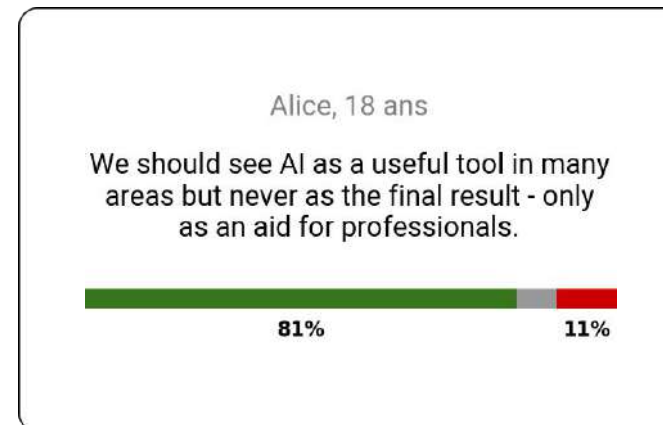 Alice, 18 ans
We should see AI as a useful tool in many
areas but never as the final result - only
as an aid for professionals.
81% 11%